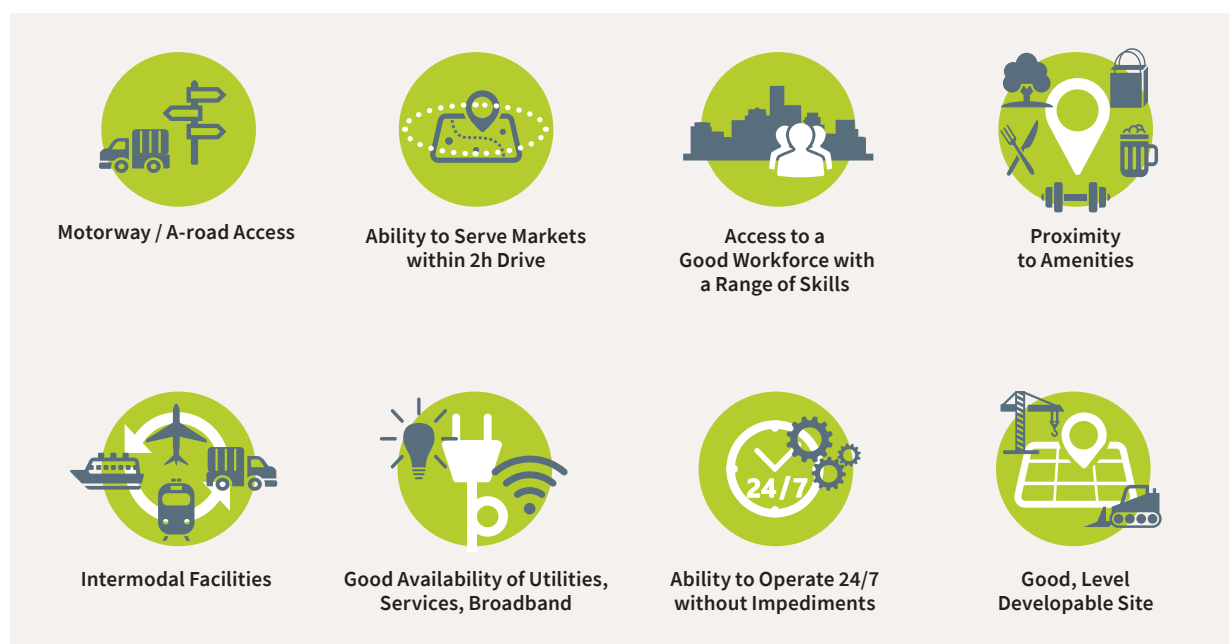 Motorway / A-road Access
Ability to Serve Markets
within 2h Drive
Access to a
Good Workforce with
a Range of Skills
Proximity
to Amenities
Intermodal Facilities
Good Availability of Utilities,
Services, Broadband
24/7
Ability to Operate 24/7
without Impediments
Good, Level
Developable Site